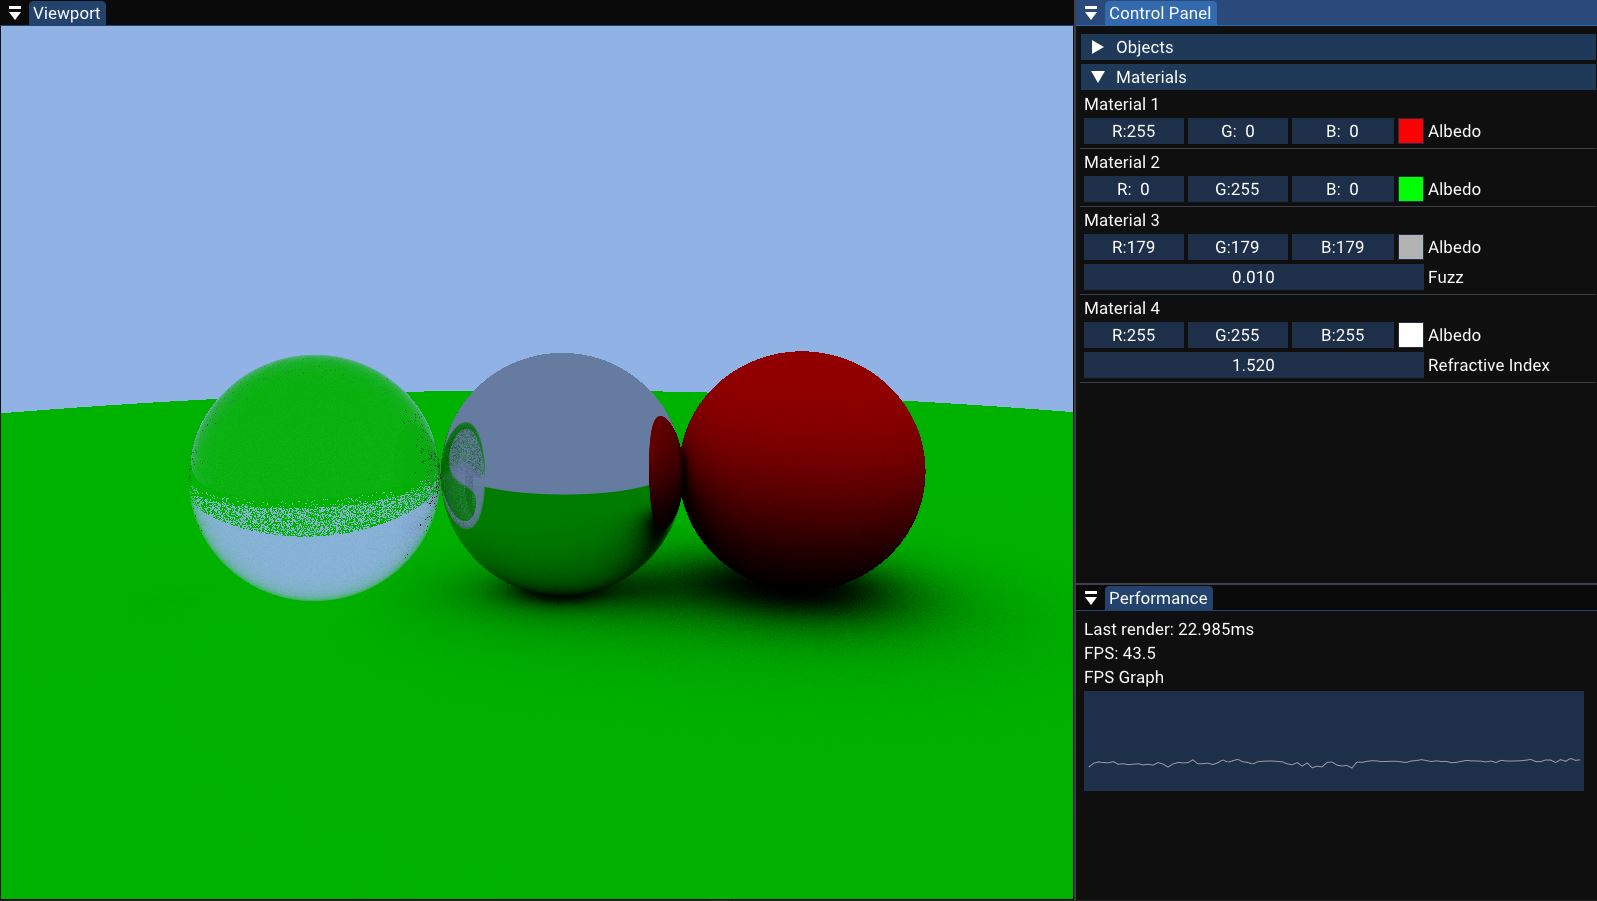 Viewport
Control Panel
Objects
Materials
Material 1
R:255 G: 0 B: 0 Albedo
Material 2
R: 0 G:255 B: 0 Albedo
Material 3
R:179 G:179 B:179 Albedo
0.010 Fuzz
Material 4
R:255 G:255 B:255 Albedo
1.520 Refractive Index
Performance
Last render: 22.985ms
FPS: 43.5
FPS Graph